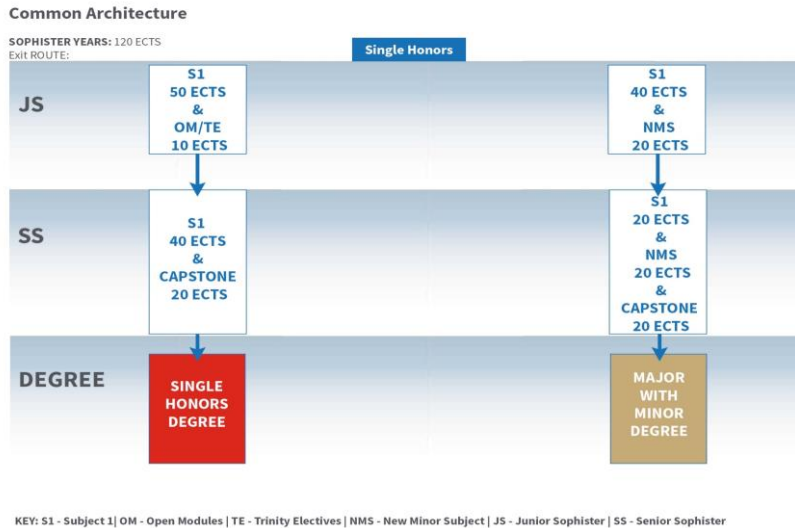 Common Architecture
SOPHISTER YEARS: 120 ECTS
Exit ROUTE:
Single Honors
JS
S1
50 ECTS
&
OM/TE
10 ECTS
S1
40 ECTS
&
NMS
20 ECTS
SS
S1
40 ECTS
&
CAPSTONE
20 ECTS
S1
20 ECTS
&
NMS
20 ECTS
&
CAPSTONE
20 ECTS
DEGREE
SINGLE
HONORS
DEGREE
MAJOR
WITH
MINOR
DEGREE
KEY: S1 - Subject 1| OM - Open Modules | TE - Trinity Electives | NMS - New Minor Subject | JS - Junior Sophister | SS - Senior Sophister